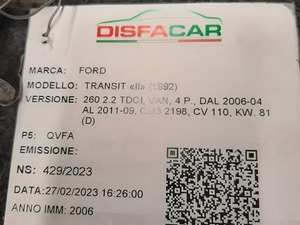 DISFACAR
MARCA: FORD
MODELLO: TRANSIT «II» (1992)
VERSIONE: 260 2.2 TDCI, VAN, 4 P., DAL 2006-04
AL 2011-09, 2198, CV 110, KW. 81
(D)
P5: QVFA
EMISSIONE:
NS: 429/2023
DATA:27/02/2023 16:26:00
ANNO IMM: 2006